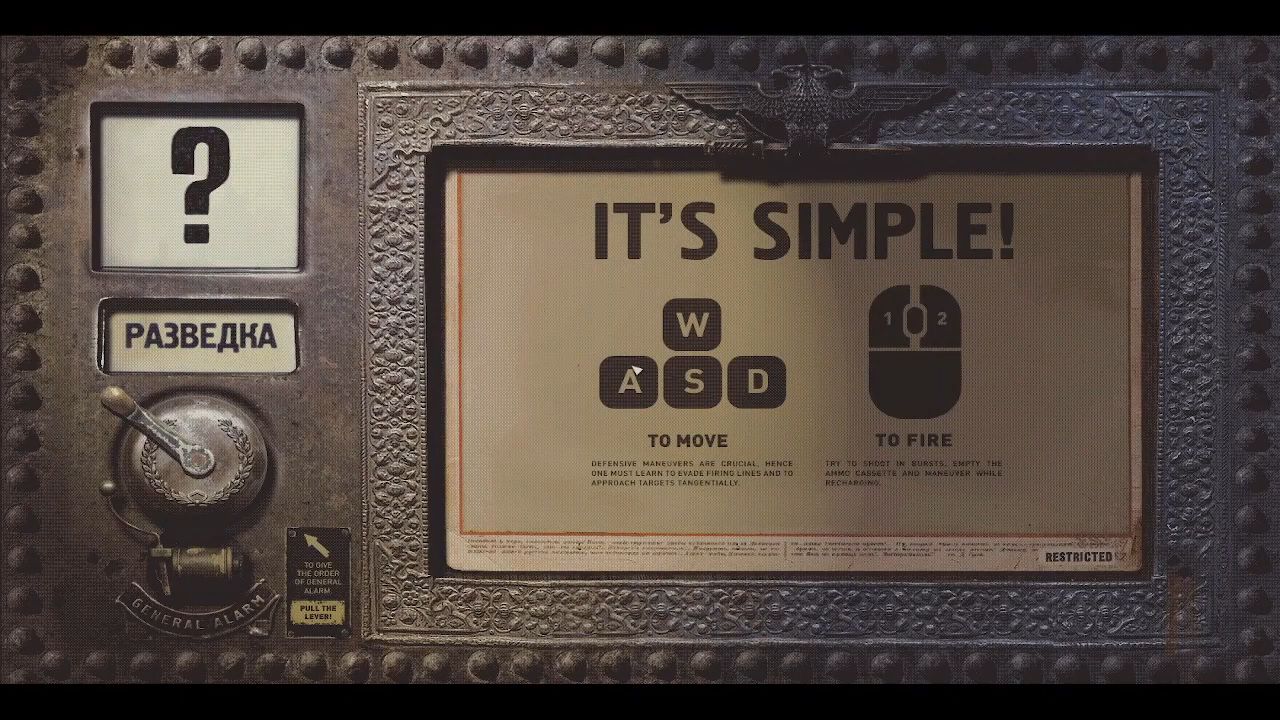 ?
РАЗВЕДКА
GENERAL ALARM
TO GIVE
THE ORDER
OF GENERAL
ALARM
PULL THE
LEVER!
IT'S SIMPLE!
W
A S D
TO MOVE
DEFENSIVE MANEUVERS ARE CRUCIAL, HENCE
ONE MUST LEARN TO EVADE FIRING LINES AND TO
APPROACH TARGETS TANGENTIALLY.
1 2
TO FIRE
TRY TO SHOOT IN BURSTS, EMPTY THE
AMMO CASSETTE AND MANEUVER WHILE
RECHARGING.
RESTRICTED